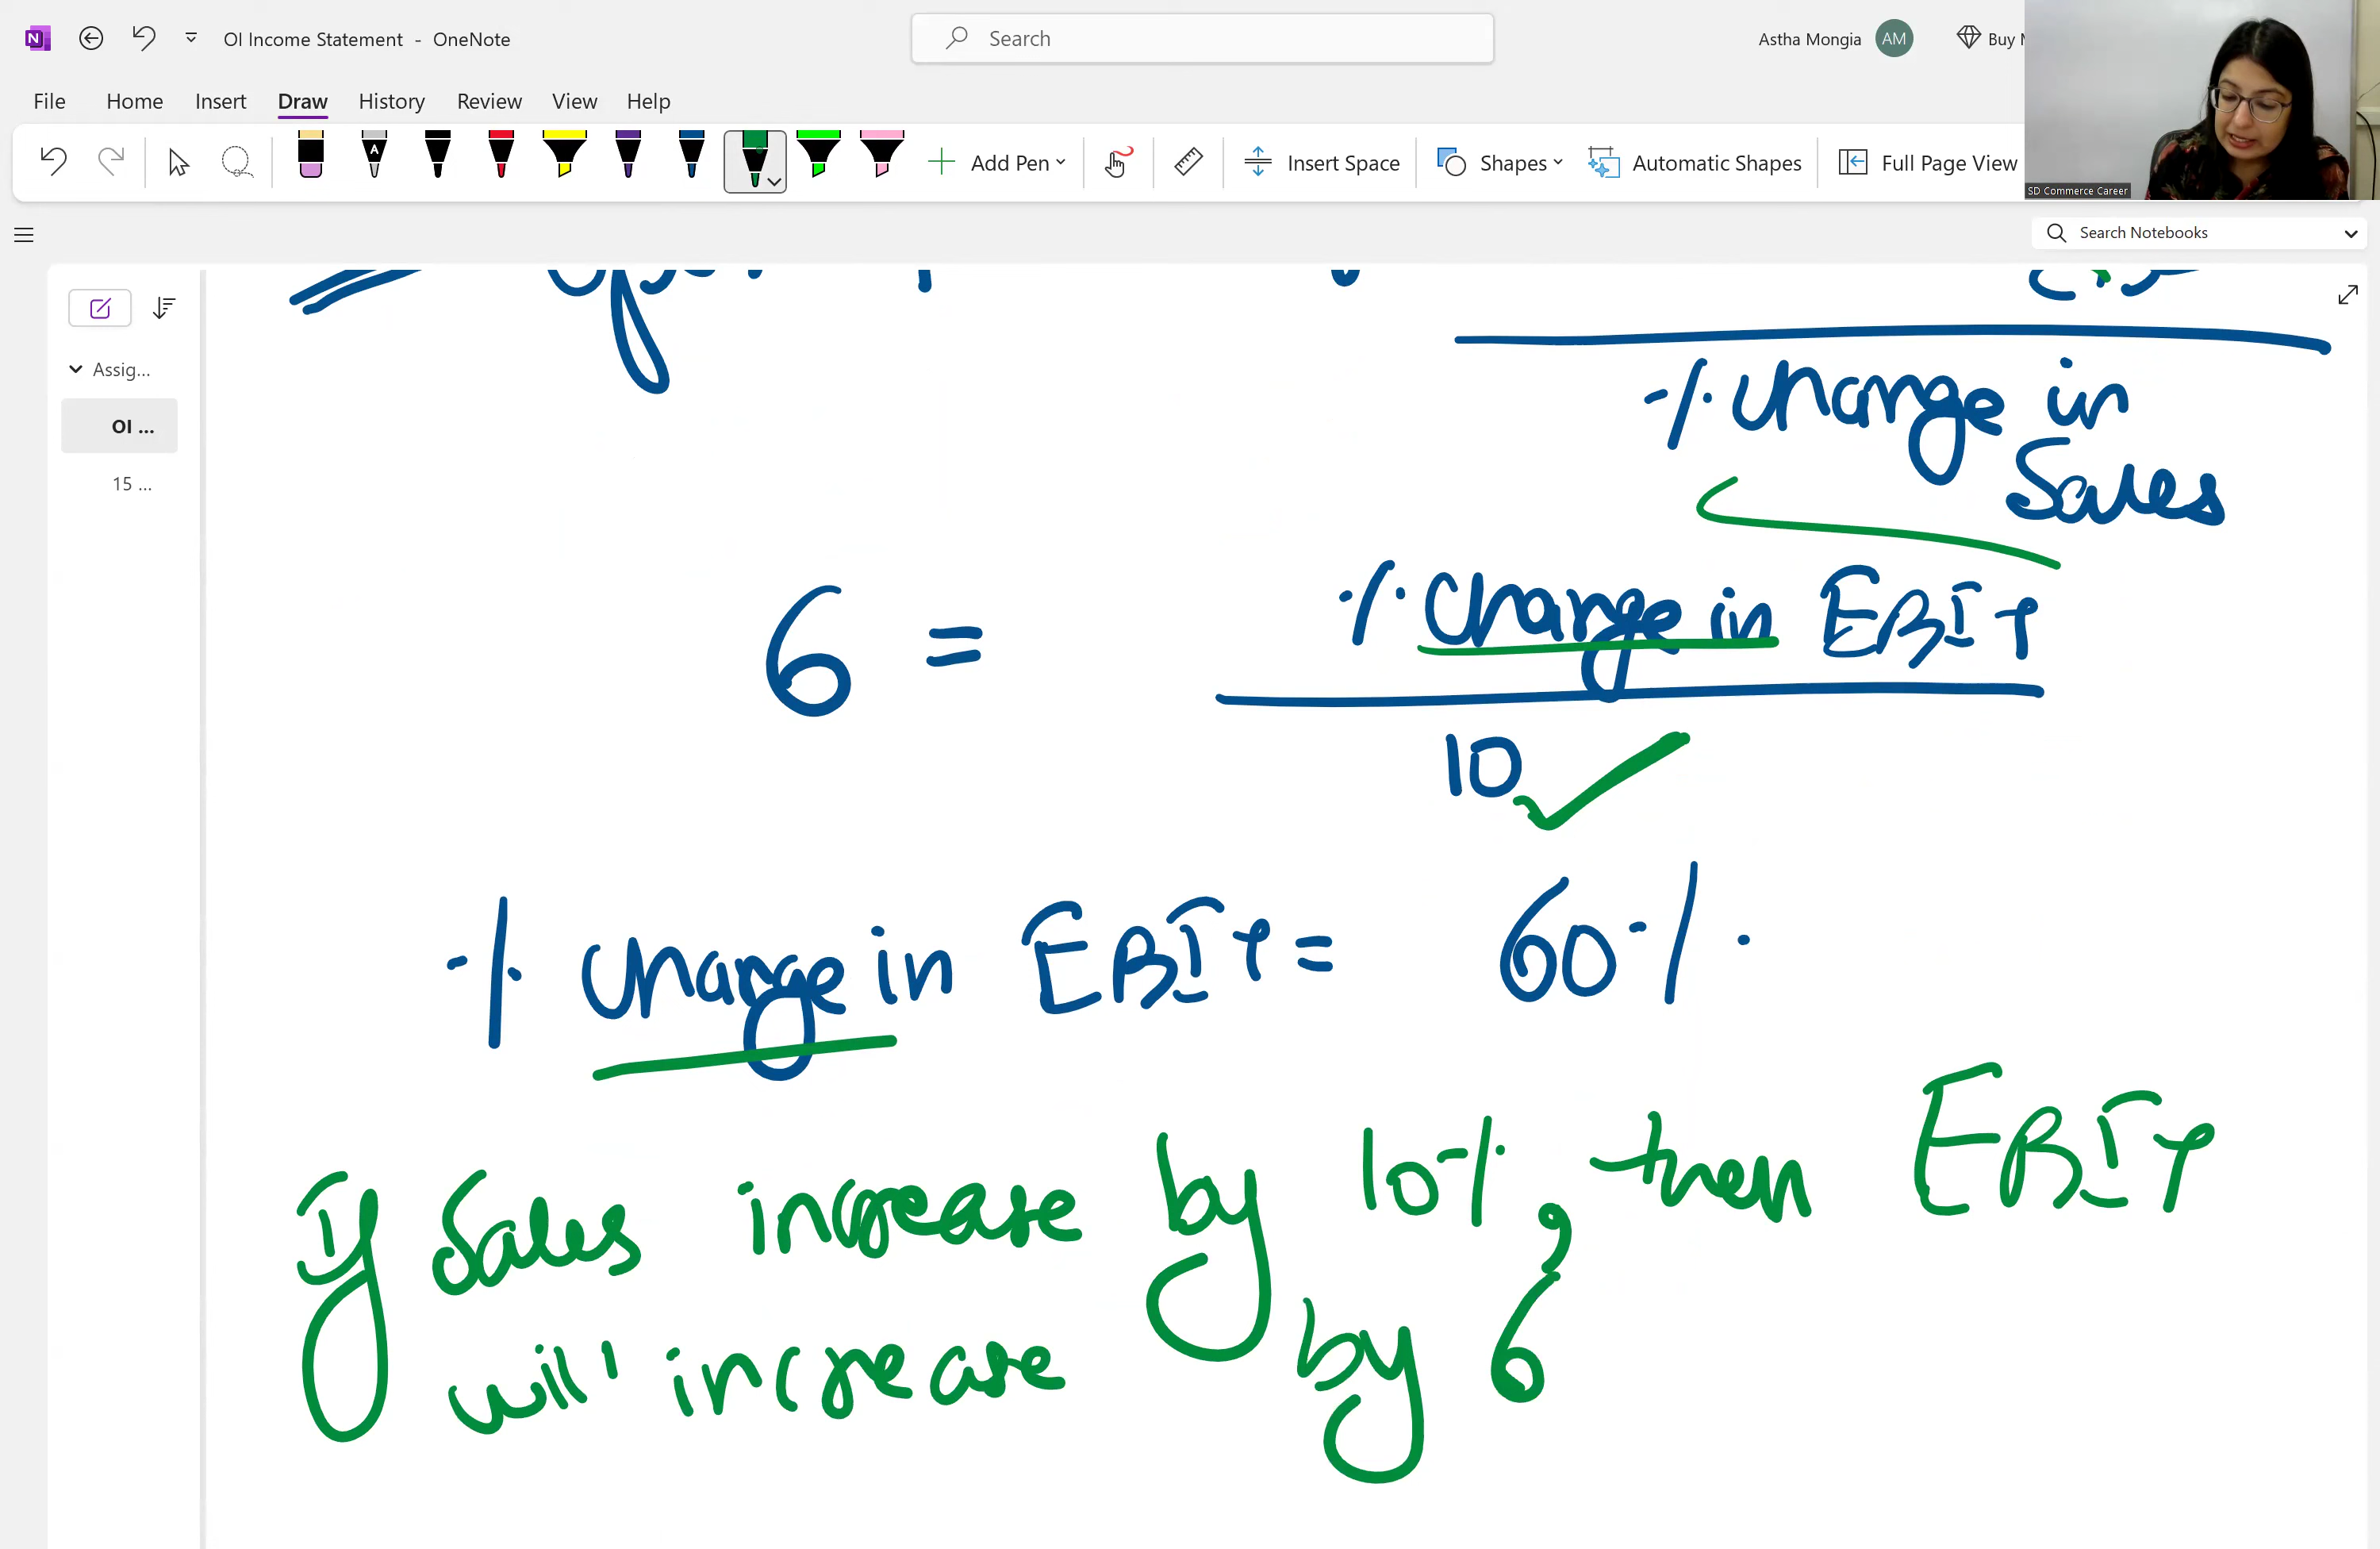 OI Income Statement - OneNote
Search
Astha Mongia AM
Buy
File Home Insert Draw History Review View Help
Add Pen
Insert Space
Shapes
Automatic Shapes
Full Page View
SD Commerce Career
Search Notebooks
Assig...
OI ...
15 ...
% change in
Sales
6 = % change in EBIT
10
% change in EBIT = 60%
if Sales increase by 10%, then EBIT
will increase by 6